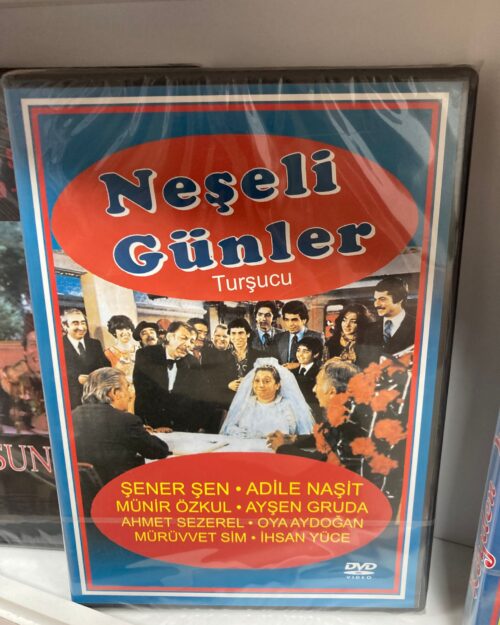 Neşeli
Günler
Turşucu
ŞENER ŞEN • ADİLE NAŞİT
MÜNİR ÖZKUL • AYŞEN GRUDA
AHMET SEZEREL • OYA AYDOĞAN
MÜRÜVVET SİM • İHSAN YÜCE
DVD
VIDEO
SUN